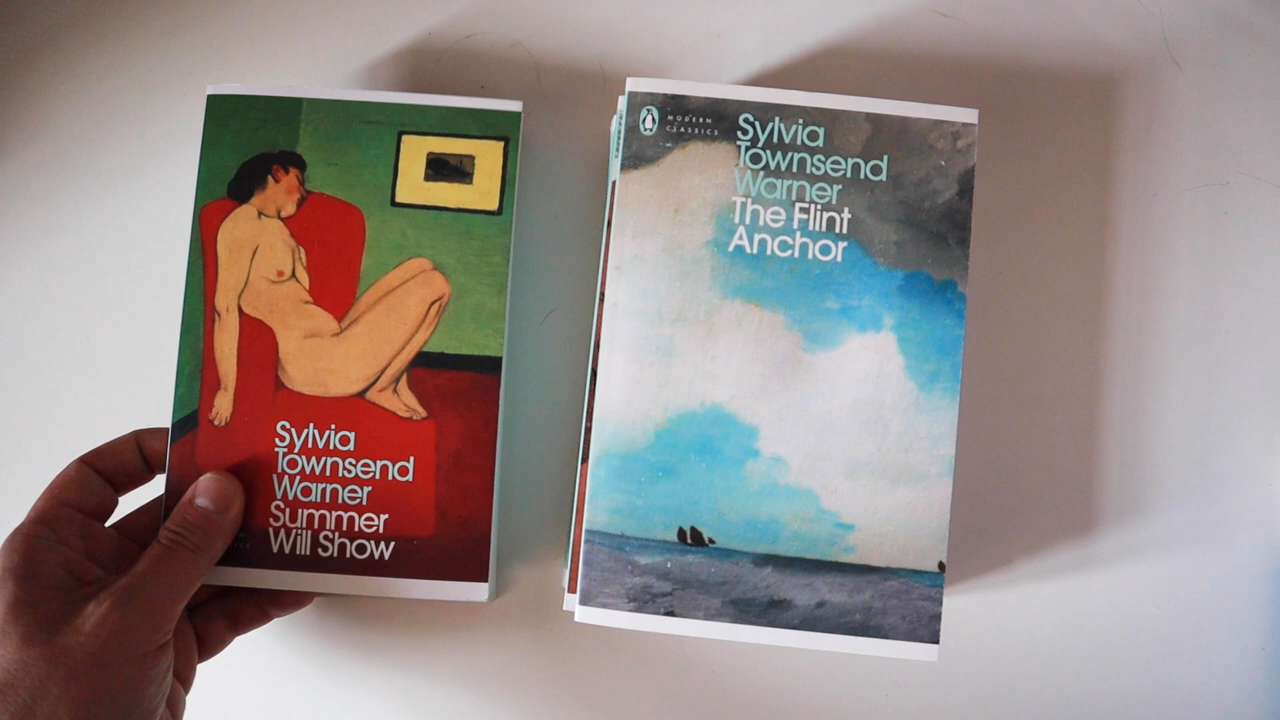 Sylvia
Townsend
Warner
Summer
Will Show
MODERN
CLASSICS
Sylvia
Townsend
Warner
The Flint
Anchor